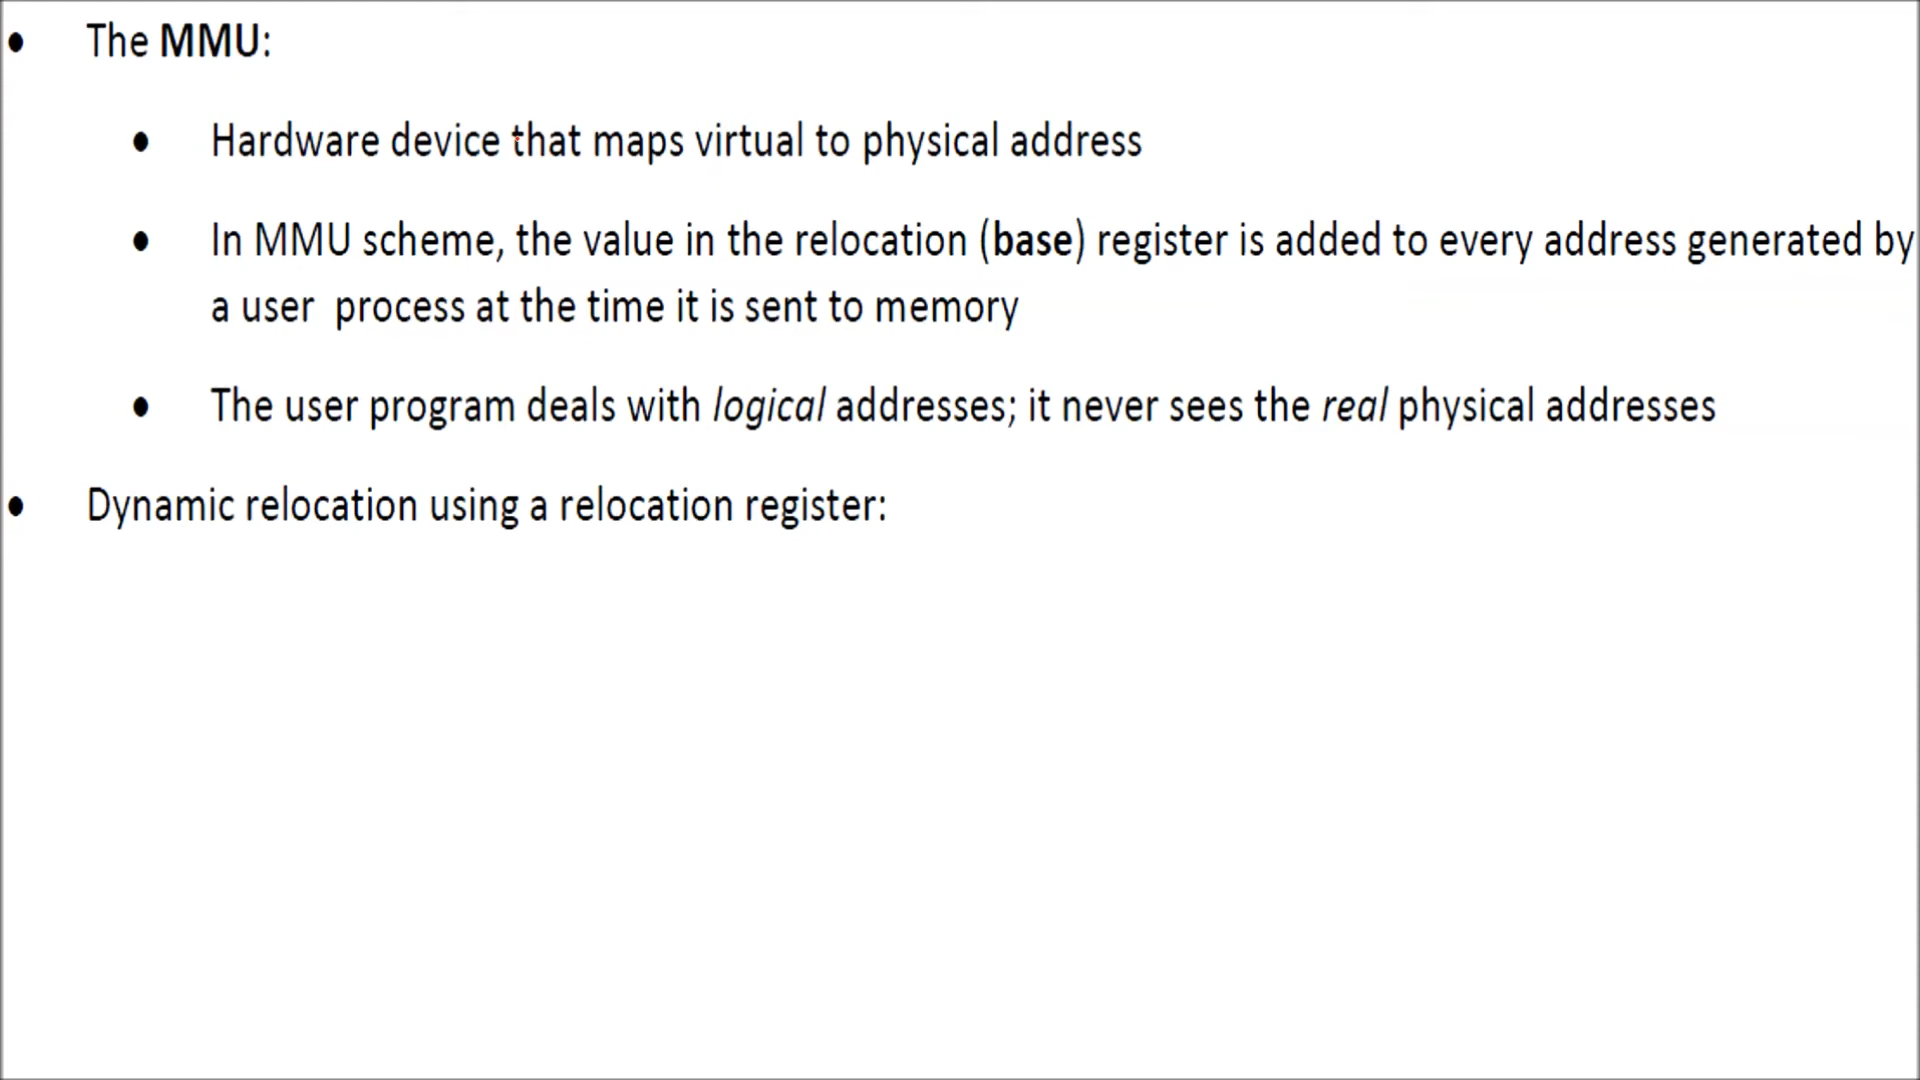 • The MMU:
• Hardware device that maps virtual to physical address
• In MMU scheme, the value in the relocation (base) register is added to every address generated by
a user  process at the time it is sent to memory
• The user program deals with logical addresses; it never sees the real physical addresses
• Dynamic relocation using a relocation register: